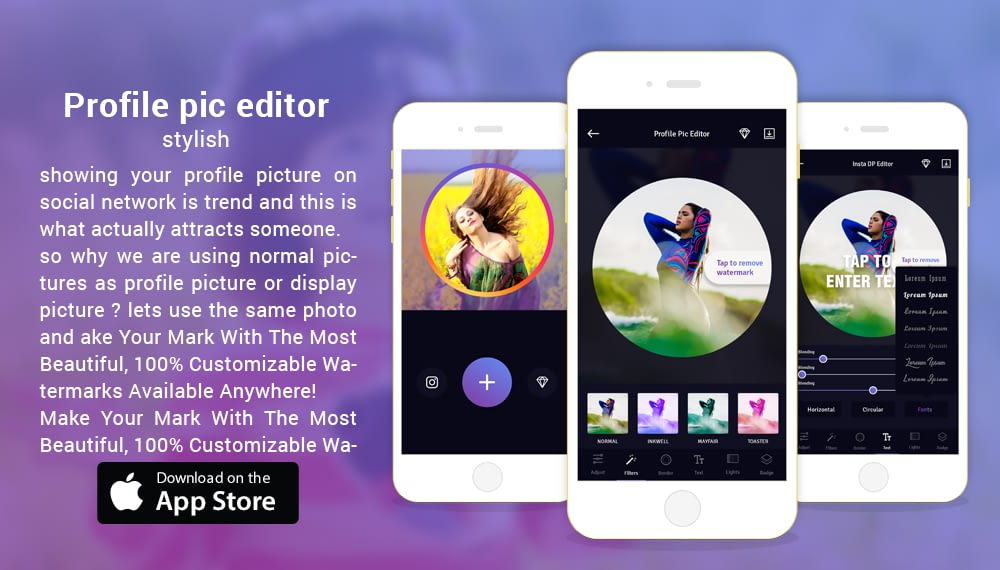 Profile pic editor
stylish
showing your profile picture on
social network is trend and this is
what actually attracts someone.
so why we are using normal pic-
tures as profile picture or display
picture ? lets use the same photo
and ake Your Mark With The Most
Beautiful, 100% Customizable Wa-
termarks Available Anywhere!
Make Your Mark With The Most
Beautiful, 100% Customizable Wa-
Download on the
App Store
Profile Pic Editor
Tap to remove
watermark
NORMAL
INKWELL
MAYFAIR
TOASTER
Adjust
Filters
Border
Text
Lights
Badge
Insta DP Editor
TAP TO
ENTER TE
Tap to remove
Lorem Ipsum
Lorem Ipsum
Lorem Ipsum
Lorem Ipsum
Lorem Ipsum
Lorem Ipsum
Lorem Ipsum
Blending
Blending
Blending
Horizontal
Circular
Fonts
Adjust
Filters
Border
Text
Lights
Badge